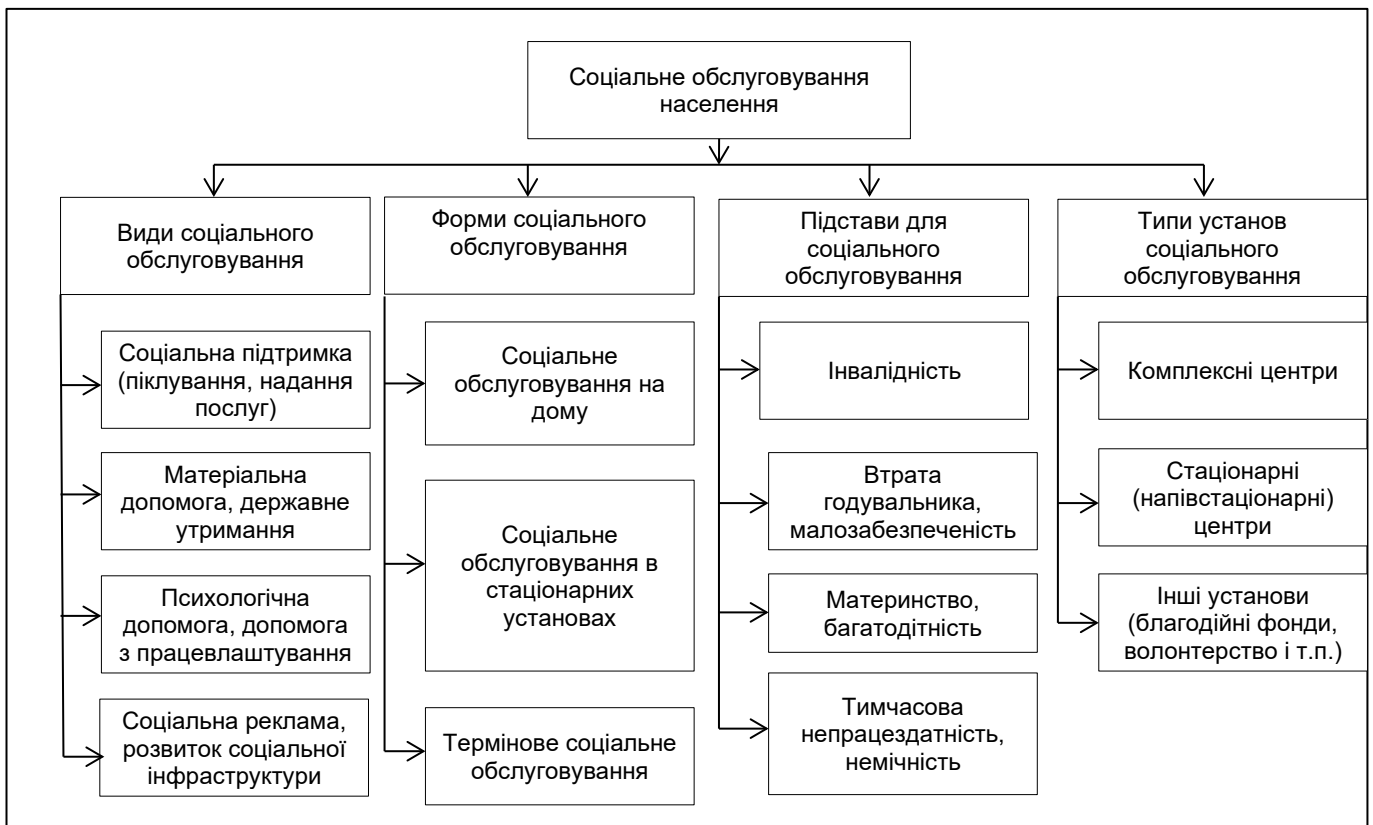 Соціальне обслуговування
населення
Види соціального
обслуговування
Соціальна підтримка
(піклування, надання
послуг)
Матеріальна
допомога, державне
утримання
Психологічна
допомога, допомога
з працевлаштування
Соціальна реклама,
розвиток соціальної
інфраструктури
Форми соціального
обслуговування
Соціальне
обслуговування на
дому
Соціальне
обслуговування в
стаціонарних
установах
Термінове соціальне
обслуговування
Підстави для
соціального
обслуговування
Інвалідність
Втрата
годувальника,
малозабезпеченість
Материнство,
багатодітність
Тимчасова
непрацездатність,
немічність
Типи установ
соціального
обслуговування
Комплексні центри
Стаціонарні
(напівстаціонарні)
центри
Інші установи
(благодійні фонди,
волонтерство і т.п.)